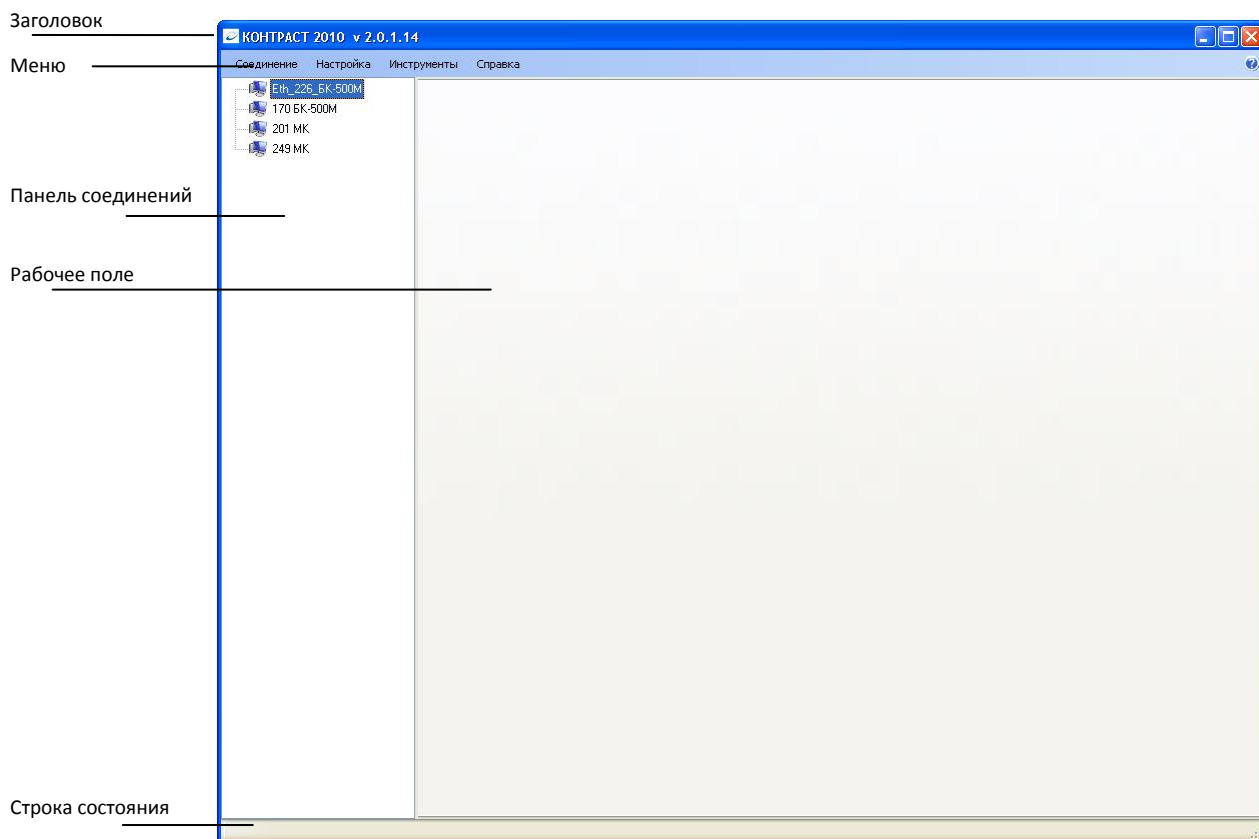 Заголовок
КОНТРАСТ 2010 v 2.0.1.14
Меню
Соединение Настройка Инструменты Справка
Eth_226_БК-500М
170 БК-500М
201 МК
249 МК
Панель соединений
Рабочее поле
Строка состояния